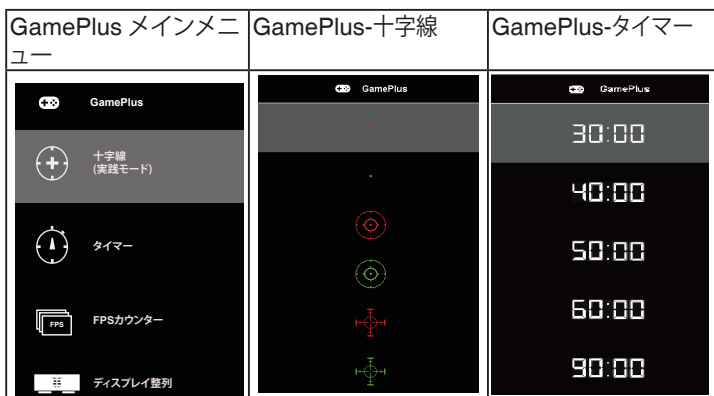 GamePlus メインメニ
ュー
GamePlus-十字線
GamePlus-タイマー
GamePlus
十字線
(実践モード)
タイマー
FPS
FPSカウンター
ディスプレイ整列
GamePlus
GamePlus
30:00
40:00
50:00
60:00
90:00